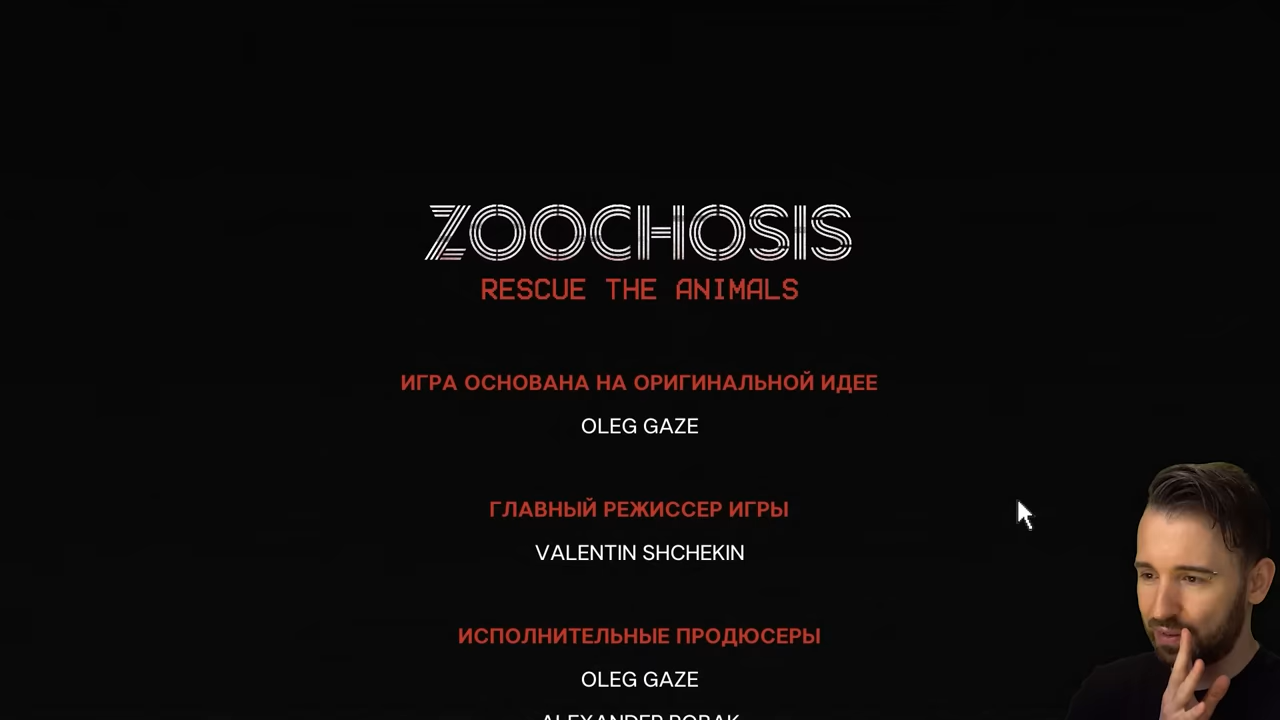 ZOOCHOSIS
RESCUE THE ANIMALS
ИГРА ОСНОВАНА НА ОРИГИНАЛЬНОЙ ИДЕЕ
OLEG GAZE
ГЛАВНЫЙ РЕЖИССЕР ИГРЫ
VALENTIN SHCHEKIN
ИСПОЛНИТЕЛЬНЫЕ ПРОДЮСЕРЫ
OLEG GAZE
ALEXANDER